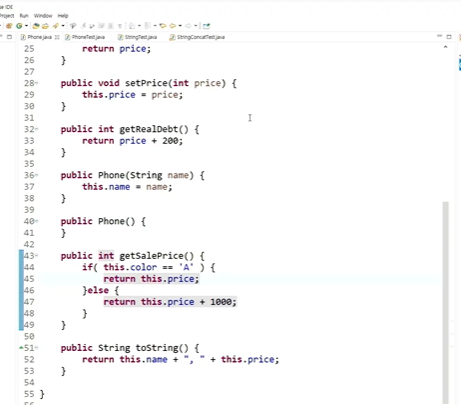 se IDE
Project Run Window Help
Phone.java PhoneTest.java StringTest.java StringConcatTest.java
25 return price;
26 }
27
28 public void setPrice(int price) {
29 this.price = price;
30 }
31
32 public int getRealDebt() {
33 return price + 200;
34 }
35
36 public Phone(String name) {
37 this.name = name;
38 }
39
40 public Phone() {
41 }
42
43 public int getSalePrice() {
44 if( this.color == 'A' ) {
45 return this.price;
46 }else {
47 return this.price + 1000;
48 }
49 }
50
51 public String toString() {
52 return this.name + ", " + this.price;
53 }
54
55 }
56